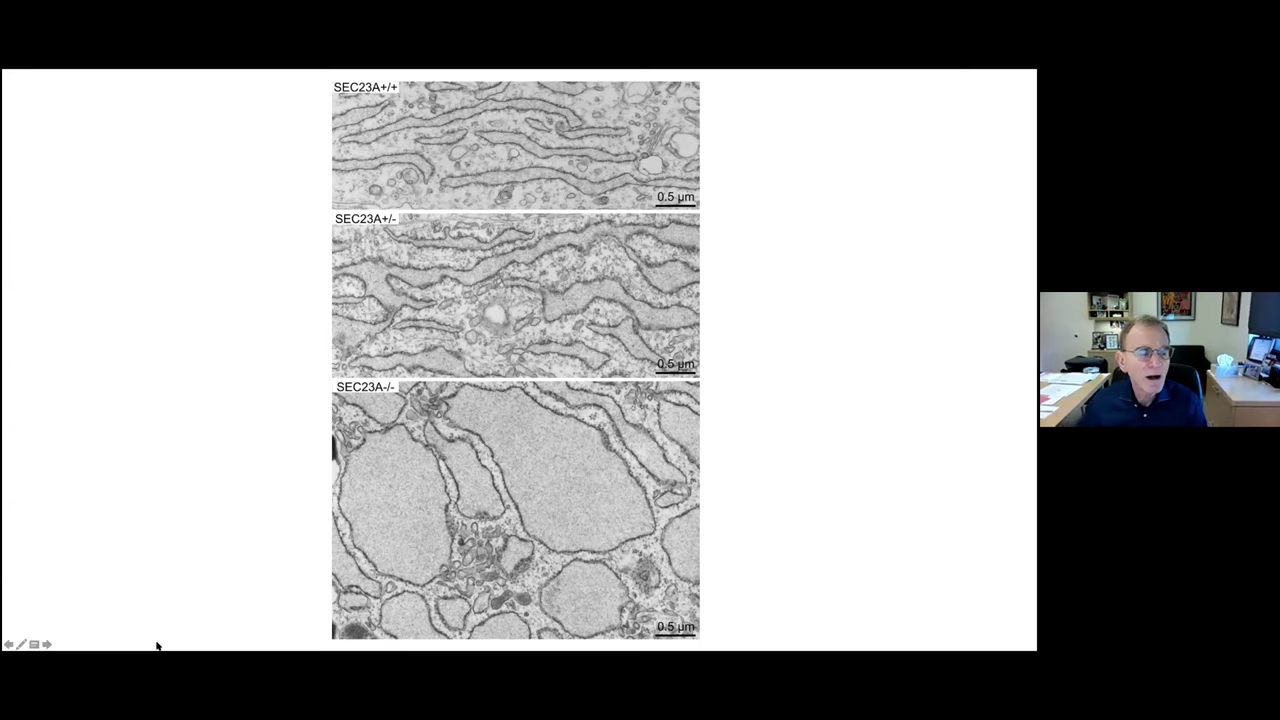 SEC23A+/+
0.5 µm
SEC23A+/-
0.5 µm
SEC23A-/-
0.5 µm